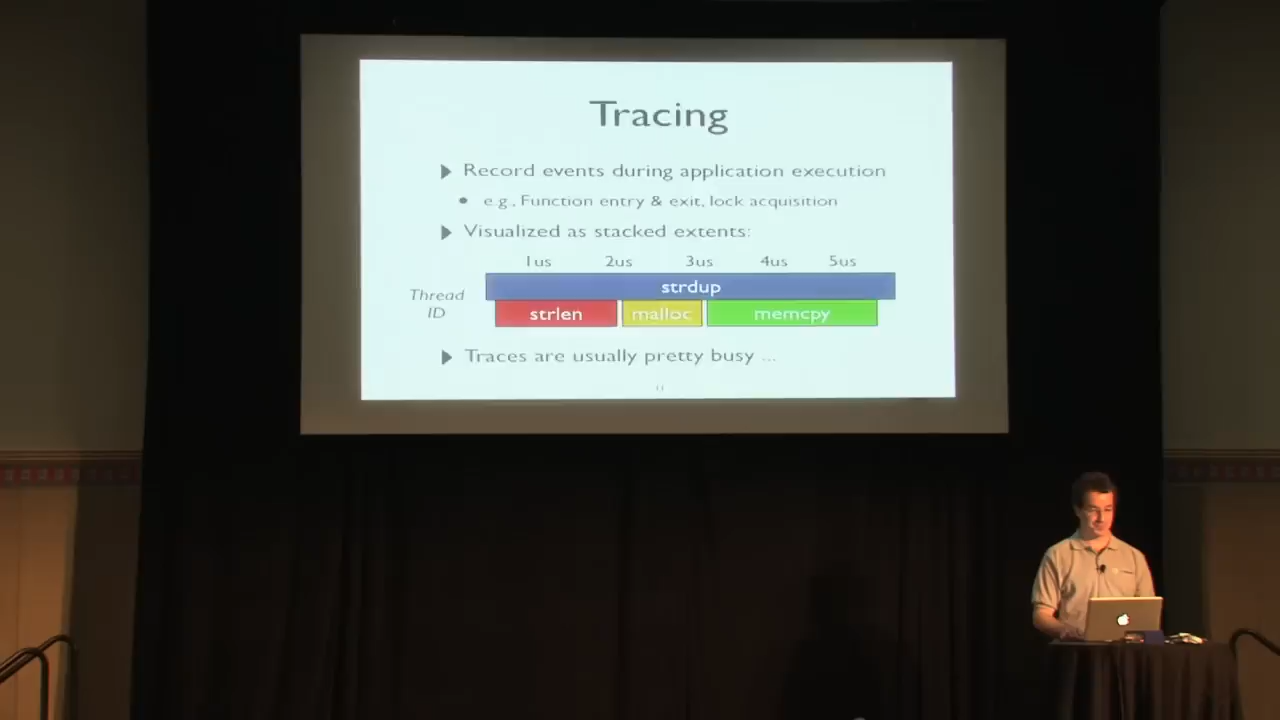 Tracing
Record events during application execution
e.g., Function entry & exit, lock acquisition
Visualized as stacked extents:
1us 2us 3us 4us 5us
strdup
Thread
ID
strlen malloc memcpy
Traces are usually pretty busy ...